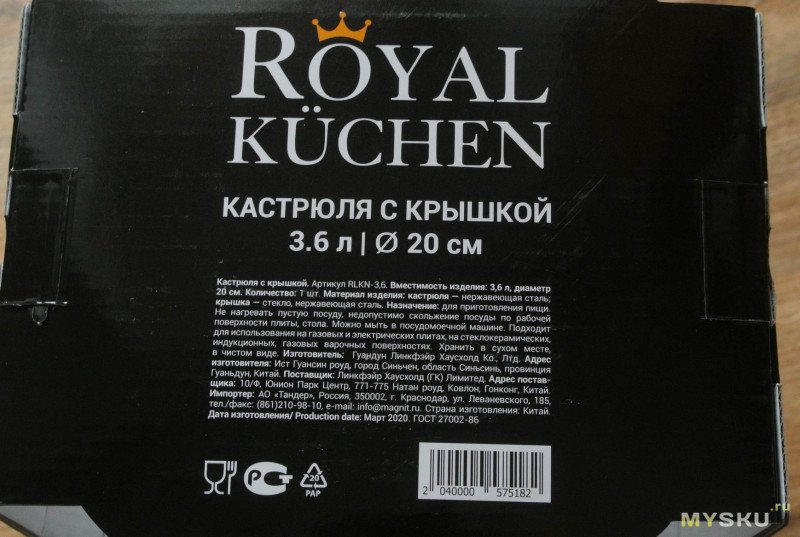 ROYAL
KÜCHEN
КАСТРЮЛЯ С КРЫШКОЙ
3.6 л | Ø 20 см
Кастрюля с крышкой. Артикул RLKN-3,6. Вместимость изделия: 3,6 л, диаметр
20 см. Количество: 1 шт. Материал изделия: кастрюля — нержавеющая сталь;
крышка — стекло, нержавеющая сталь. Назначение: для приготовления пищи.
Не нагревать пустую посуду, недопустимо скольжение посуды по рабочей
поверхности плиты, стола. Можно мыть в посудомоечной машине. Подходит
для использования на газовых и электрических плитах, на стеклокерамических,
индукционных, газовых варочных поверхностях. Хранить в сухом месте,
в чистом виде. Изготовитель: Гуандун Линкфэйр Хаусхолд Ко., Лтд. Адрес
изготовителя: Ист Гуансин роуд, город Синьчен, область Синьсинь, провинция
Гуаньдун, Китай. Поставщик: Линкфэйр Хаусхолд (ГК) Лимитед. Адрес постав-
щика: 10/Ф, Юнион Парк Центр, 771-775 Натан роуд, Ковлон, Гонконг, Китай.
Импортер: АО «Тандер», Россия, 350002, г. Краснодар, ул. Леваневского, 185,
тел./факс: (861)210-98-10, e-mail: info@magnit.ru. Страна изготовления: Китай.
Дата изготовления/ Production date: Март 2020. ГОСТ 27002-86
20
PAP
2 040000 575182
MYSKU.ru